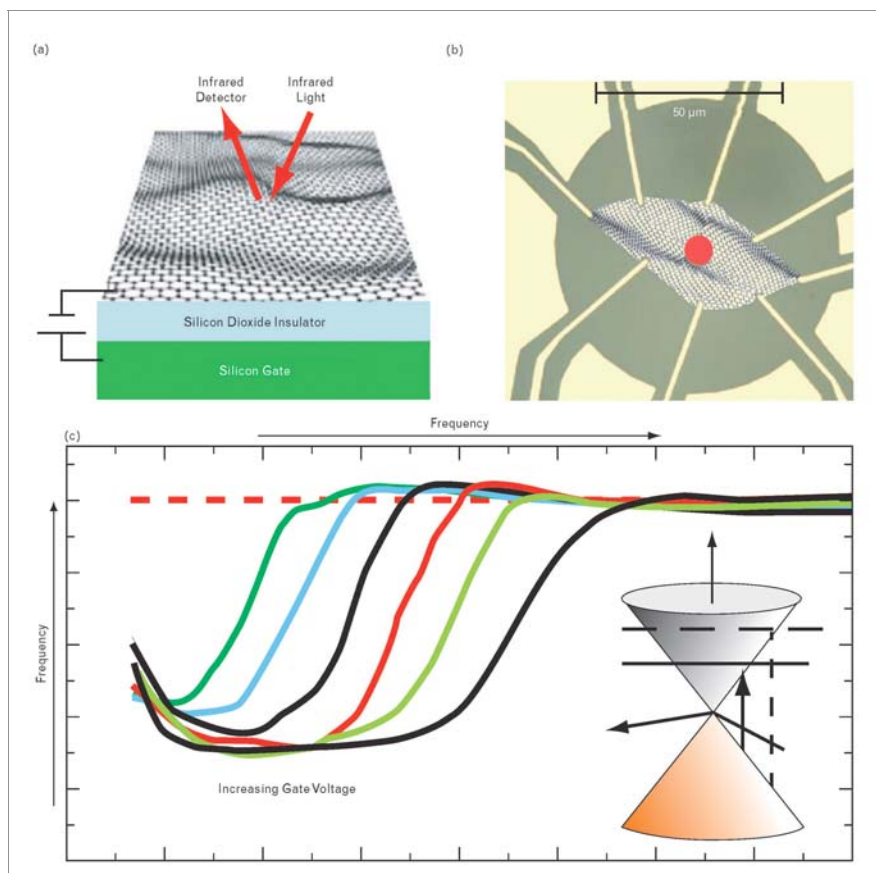 (a)
Infrared
Detector
Infrared
Light
Silicon Dioxide Insulator
Silicon Gate
(b)
50 µm
Frequency
(c)
Frequency
Increasing Gate Voltage